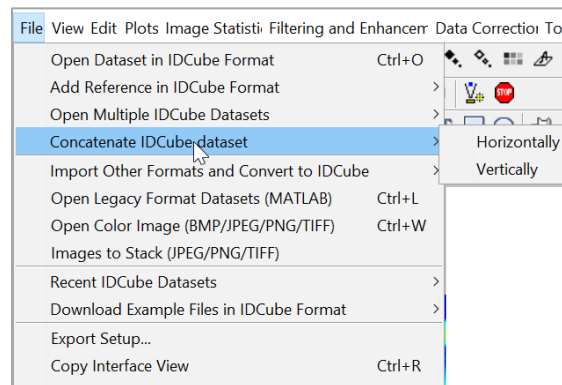 File View Edit Plots Image Statisti Filtering and Enhancem Data Correction To
Open Dataset in IDCube Format Ctrl+O
Add Reference in IDCube Format >
STOP
Open Multiple IDCube Datasets >
Concatenate IDCube dataset >
Horizontally
Import Other Formats and Convert to IDCube >
Vertically
Open Legacy Format Datasets (MATLAB) Ctrl+L
Open Color Image (BMP/JPEG/PNG/TIFF) Ctrl+W
Images to Stack (JPEG/PNG/TIFF)
Recent IDCube Datasets >
Download Example Files in IDCube Format >
Export Setup...
Copy Interface View Ctrl+R